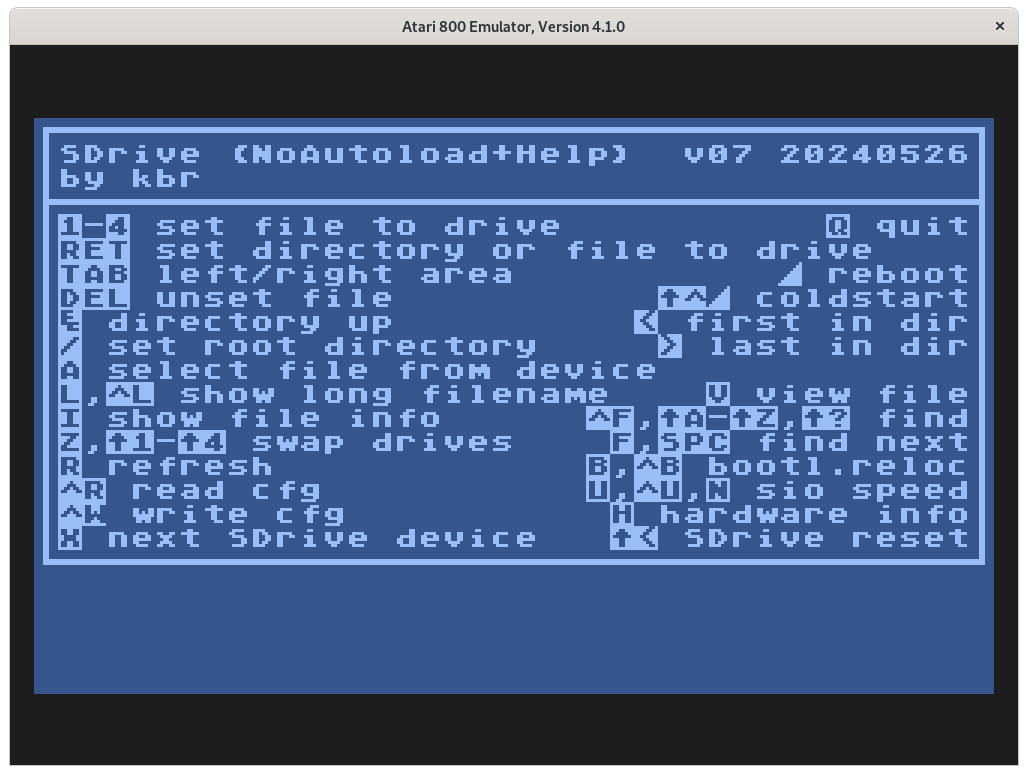 Atari 800 Emulator, Version 4.1.0 ×
SDrive (NoAutoload+Help) v07 20240526
by kbr
1-4 set file to drive Q quit
RET set directory or file to drive
TAB left/right area ◢ reboot
DEL unset file ↑^◢ coldstart
directory up < first in dir
/ set root directory > last in dir
A select file from device
L,^L show long filename V view file
I show file info ^F,↑A-↑Z,↑? find
Z,↑1-↑4 swap drives F,SPC find next
R refresh B,^B bootl.reloc
^R read cfg U,^U,N sio speed
^W write cfg H hardware info
X next SDrive device ↑< SDrive reset